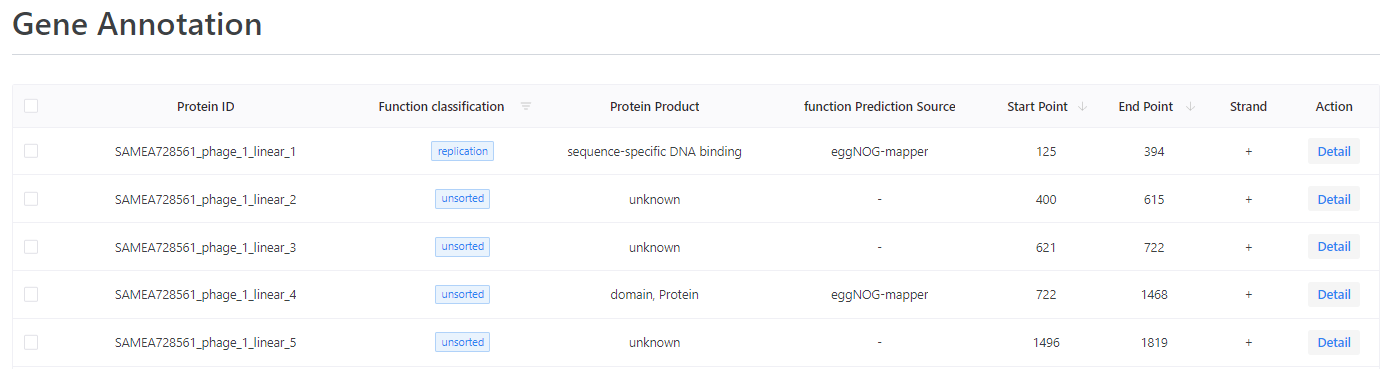 Gene Annotation
Protein ID Function classification Protein Product function Prediction Source Start Point End Point Strand Action
SAMEA728561_phage_1_linear_1 replication sequence-specific DNA binding eggNOG-mapper 125 394 + Detail
SAMEA728561_phage_1_linear_2 unsorted unknown - 400 615 + Detail
SAMEA728561_phage_1_linear_3 unsorted unknown - 621 722 + Detail
SAMEA728561_phage_1_linear_4 unsorted domain, Protein eggNOG-mapper 722 1468 + Detail
SAMEA728561_phage_1_linear_5 unsorted unknown - 1496 1819 + Detail